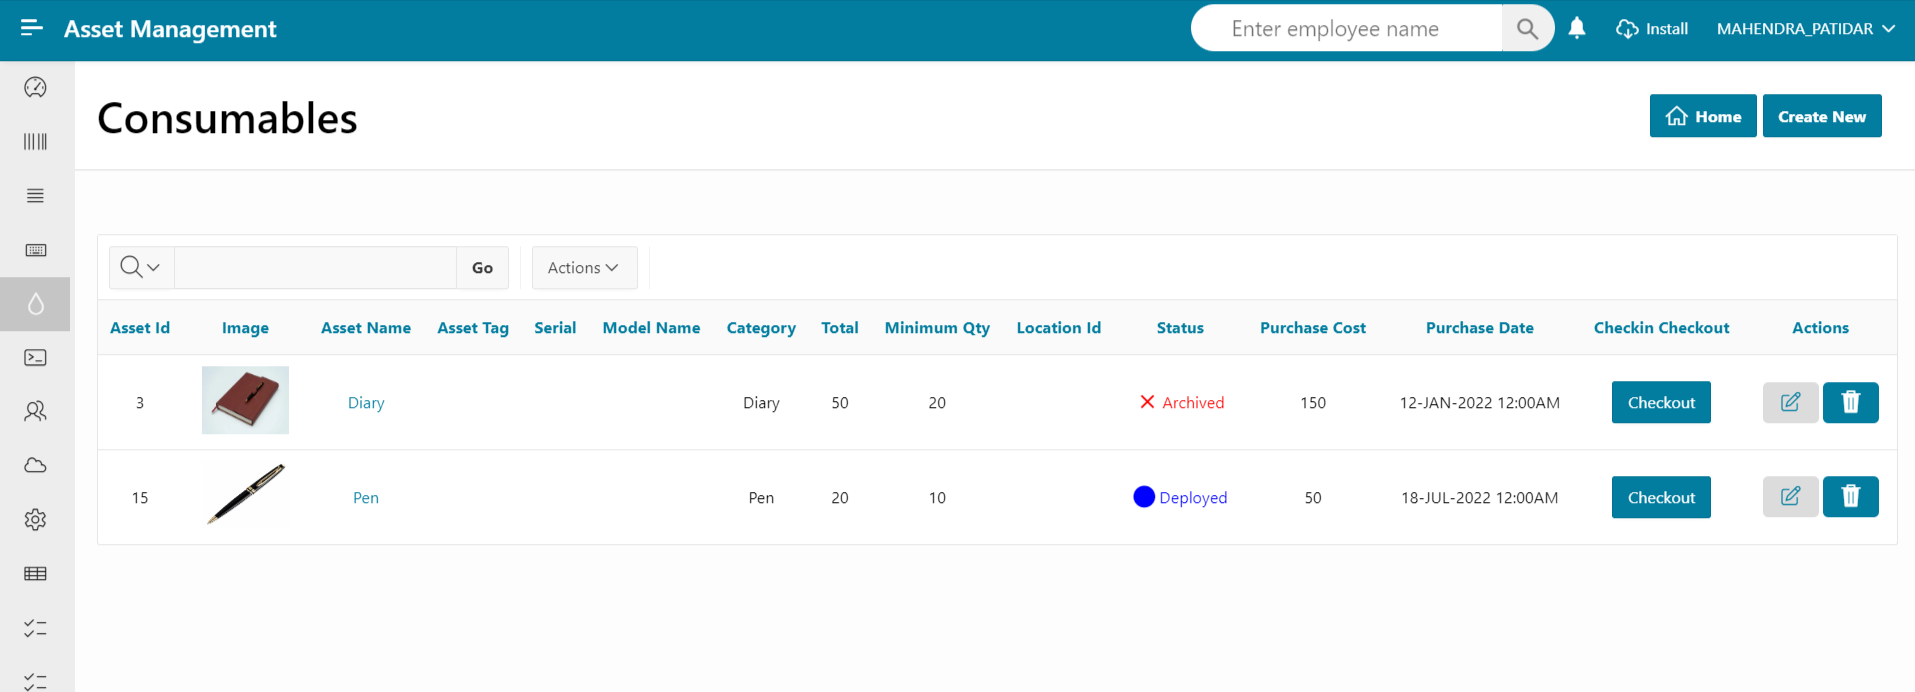 Asset Management
Enter employee name
Install
MAHENDRA_PATIDAR
Consumables
Home
Create New
Go
Actions
Asset Id Image Asset Name Asset Tag Serial Model Name Category Total Minimum Qty Location Id Status Purchase Cost Purchase Date Checkin Checkout Actions
3 Diary Diary 50 20 Archived 150 12-JAN-2022 12:00AM Checkout
15 Pen Pen 20 10 Deployed 50 18-JUL-2022 12:00AM Checkout